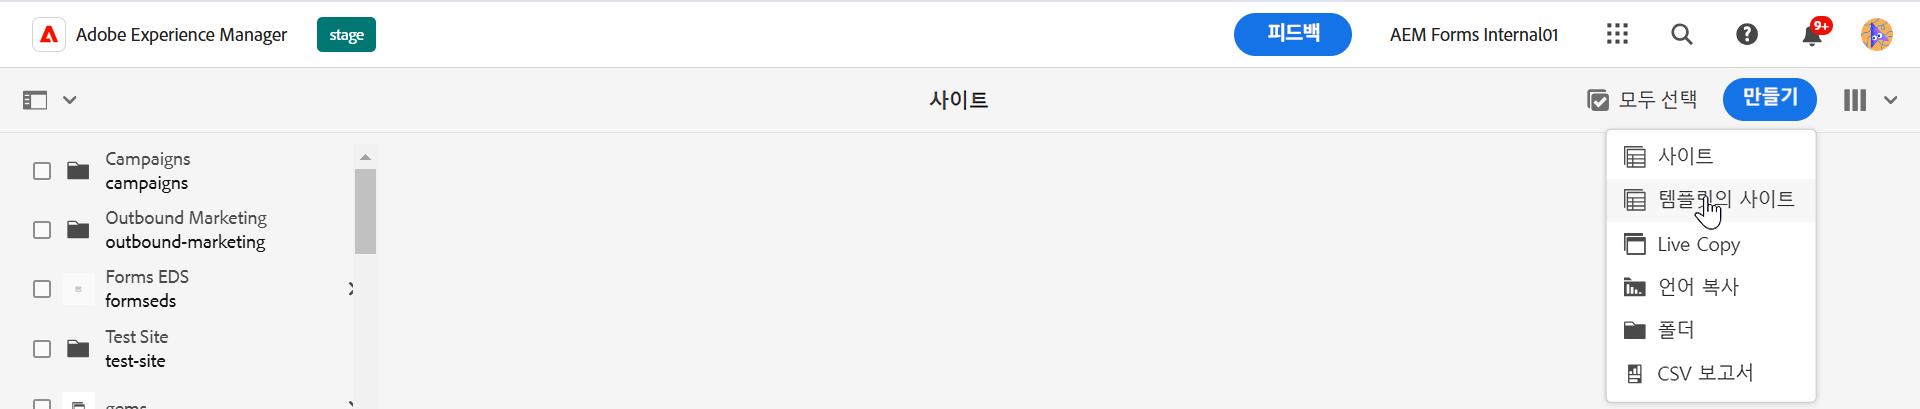 Adobe Experience Manager
stage
피드백
AEM Forms Internal01
9+
사이트
모두 선택
만들기
Campaigns
campaigns
Outbound Marketing
outbound-marketing
Forms EDS
formseds
Test Site
test-site
사이트
템플릿의 사이트
Live Copy
언어 복사
폴더
CSV 보고서